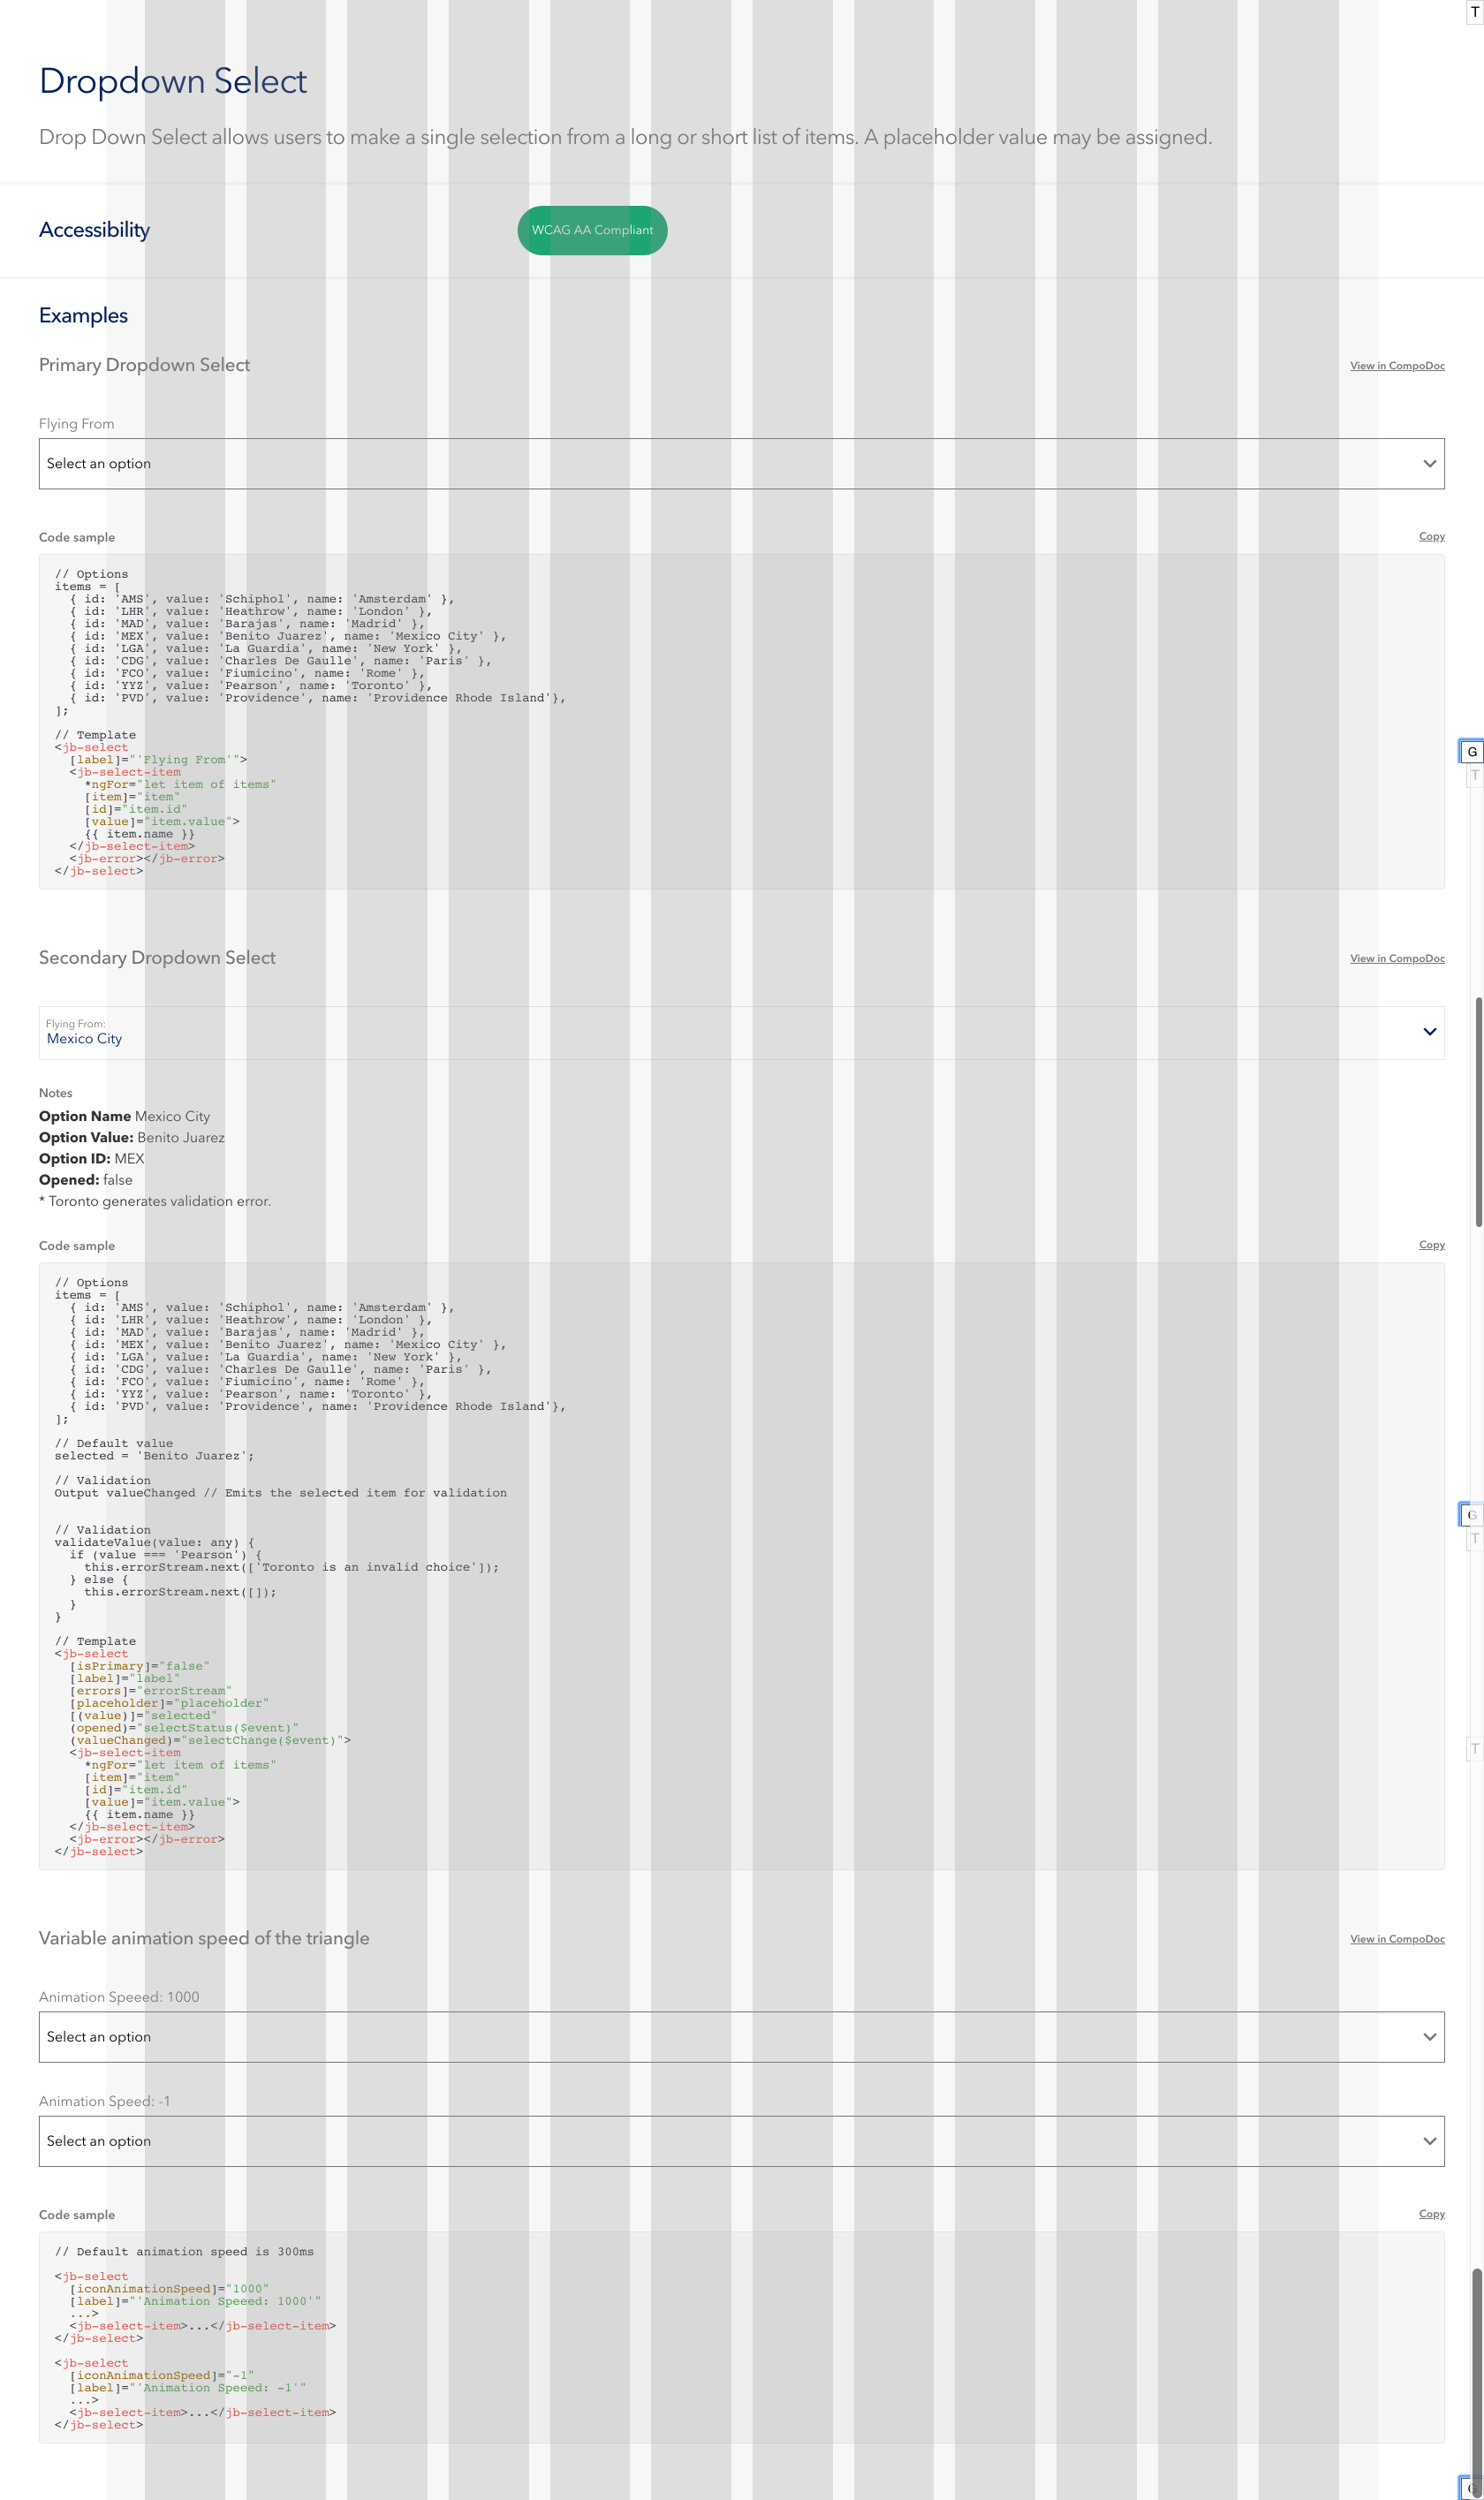 T
Dropdown Select
Drop Down Select allows users to make a single selection from a long or short list of items. A placeholder value may be assigned.
Accessibility
WCAG AA Compliant
Examples
Primary Dropdown Select
View in CompoDoc
Flying From
Select an option
Code sample
Copy
// Options
items = [
  { id: 'AMS', value: 'Schiphol', name: 'Amsterdam' },
  { id: 'LHR', value: 'Heathrow', name: 'London' },
  { id: 'MAD', value: 'Barajas', name: 'Madrid' },
  { id: 'MEX', value: 'Benito Juarez', name: 'Mexico City' },
  { id: 'LGA', value: 'La Guardia', name: 'New York' },
  { id: 'CDG', value: 'Charles De Gaulle', name: 'Paris' },
  { id: 'FCO', value: 'Fiumicino', name: 'Rome' },
  { id: 'YYZ', value: 'Pearson', name: 'Toronto' },
  { id: 'PVD', value: 'Providence', name: 'Providence Rhode Island'},
];
// Template
<jb-select
  [label]="'Flying From'">
  <jb-select-item
    *ngFor="let item of items"
    [item]="item"
    [id]="item.id"
    [value]="item.value">
    {{ item.name }}
  </jb-select-item>
  <jb-error></jb-error>
</jb-select>
G
T
Secondary Dropdown Select
View in CompoDoc
Flying From:
Mexico City
Notes
Option Name Mexico City
Option Value: Benito Juarez
Option ID: MEX
Opened: false
* Toronto generates validation error.
Code sample
Copy
// Options
items = [
  { id: 'AMS', value: 'Schiphol', name: 'Amsterdam' },
  { id: 'LHR', value: 'Heathrow', name: 'London' },
  { id: 'MAD', value: 'Barajas', name: 'Madrid' },
  { id: 'MEX', value: 'Benito Juarez', name: 'Mexico City' },
  { id: 'LGA', value: 'La Guardia', name: 'New York' },
  { id: 'CDG', value: 'Charles De Gaulle', name: 'Paris' },
  { id: 'FCO', value: 'Fiumicino', name: 'Rome' },
  { id: 'YYZ', value: 'Pearson', name: 'Toronto' },
  { id: 'PVD', value: 'Providence', name: 'Providence Rhode Island'},
];
// Default value
selected = 'Benito Juarez';
// Validation
Output valueChanged // Emits the selected item for validation
// Validation
validateValue(value: any) {
  if (value === 'Pearson') {
    this.errorStream.next(['Toronto is an invalid choice']);
  } else {
    this.errorStream.next([]);
  }
}
// Template
<jb-select
  [isPrimary]="false"
  [label]="label"
  [errors]="errorStream"
  [placeholder]="placeholder"
  [(value)]="selected"
  (opened)="selectStatus($event)"
  (valueChanged)="selectChange($event)">
  <jb-select-item
    *ngFor="let item of items"
    [item]="item"
    [id]="item.id"
    [value]="item.value">
    {{ item.name }}
  </jb-select-item>
  <jb-error></jb-error>
</jb-select>
G
T
T
Variable animation speed of the triangle
View in CompoDoc
Animation Speeed: 1000
Select an option
Animation Speed: -1
Select an option
Code sample
Copy
// Default animation speed is 300ms
<jb-select
  [iconAnimationSpeed]="1000"
  [label]="'Animation Speeed: 1000'"
  ...>
  <jb-select-item>...</jb-select-item>
</jb-select>
<jb-select
  [iconAnimationSpeed]="-1"
  [label]="'Animation Speed: -1'"
  ...>
  <jb-select-item>...</jb-select-item>
</jb-select>
G